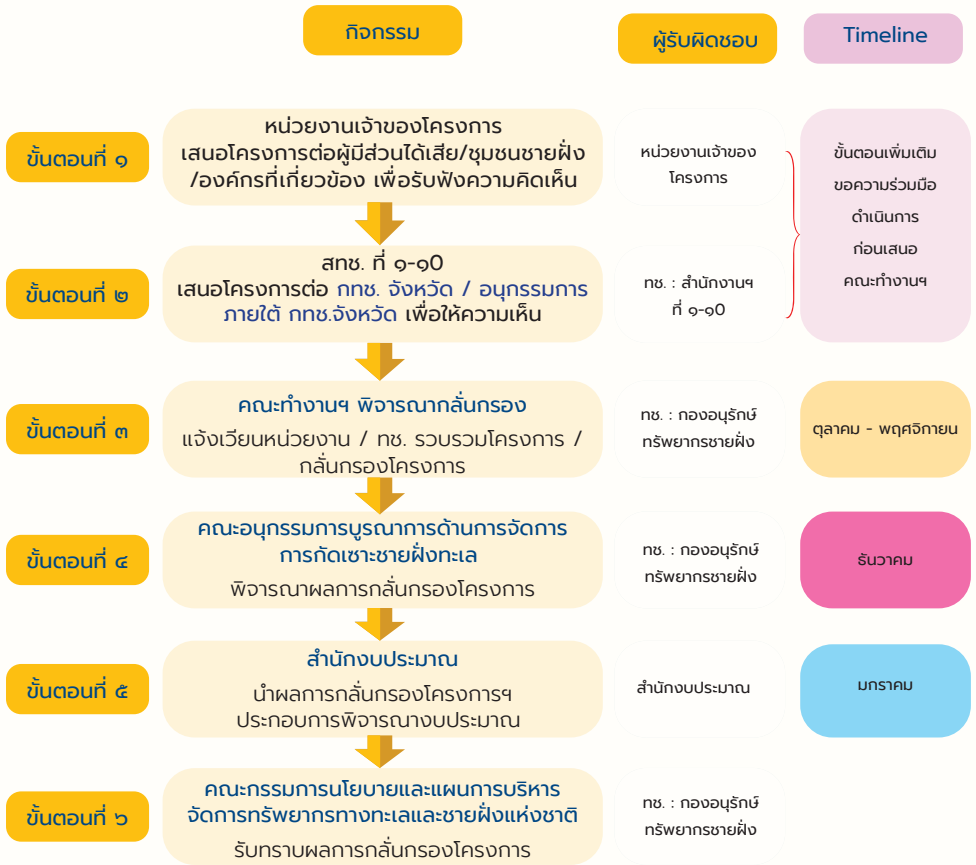 กิจกรรม
ผู้รับผิดชอบ
Timeline
ขั้นตอนที่ ๑
หน่วยงานเจ้าของโครงการ
เสนอโครงการต่อผู้มีส่วนได้เสีย/ชุมชนชายฝั่ง
/องค์กรที่เกี่ยวข้อง เพื่อรับฟังความคิดเห็น
หน่วยงานเจ้าของ
โครงการ
ขั้นตอนเพิ่มเติม
ขอความร่วมมือ
ดำเนินการ
ก่อนเสนอ
คณะทำงานฯ
ขั้นตอนที่ ๒
สทช. ที่ ๑-๑๐
เสนอโครงการต่อ กทช. จังหวัด / อนุกรรมการ
ภายใต้ กทช.จังหวัด เพื่อให้ความเห็น
ทช. : สำนักงานฯ
ที่ ๑-๑๐
ขั้นตอนที่ ๓
คณะทำงานฯ พิจารณากลั่นกรอง
แจ้งเวียนหน่วยงาน / ทช. รวบรวมโครงการ /
กลั่นกรองโครงการ
ทช. : กองอนุรักษ์
ทรัพยากรชายฝั่ง
ตุลาคม - พฤศจิกายน
ขั้นตอนที่ ๔
คณะอนุกรรมการบูรณาการด้านการจัดการ
การกัดเซาะชายฝั่งทะเล
พิจารณาผลการกลั่นกรองโครงการ
ทช. : กองอนุรักษ์
ทรัพยากรชายฝั่ง
ธันวาคม
ขั้นตอนที่ ๕
สำนักงบประมาณ
นำผลการกลั่นกรองโครงการฯ
ประกอบการพิจารณางบประมาณ
สำนักงบประมาณ
มกราคม
ขั้นตอนที่ ๖
คณะกรรมการนโยบายและแผนการบริหาร
จัดการทรัพยากรทางทะเลและชายฝั่งแห่งชาติ
รับทราบผลการกลั่นกรองโครงการ
ทช. : กองอนุรักษ์
ทรัพยากรชายฝั่ง